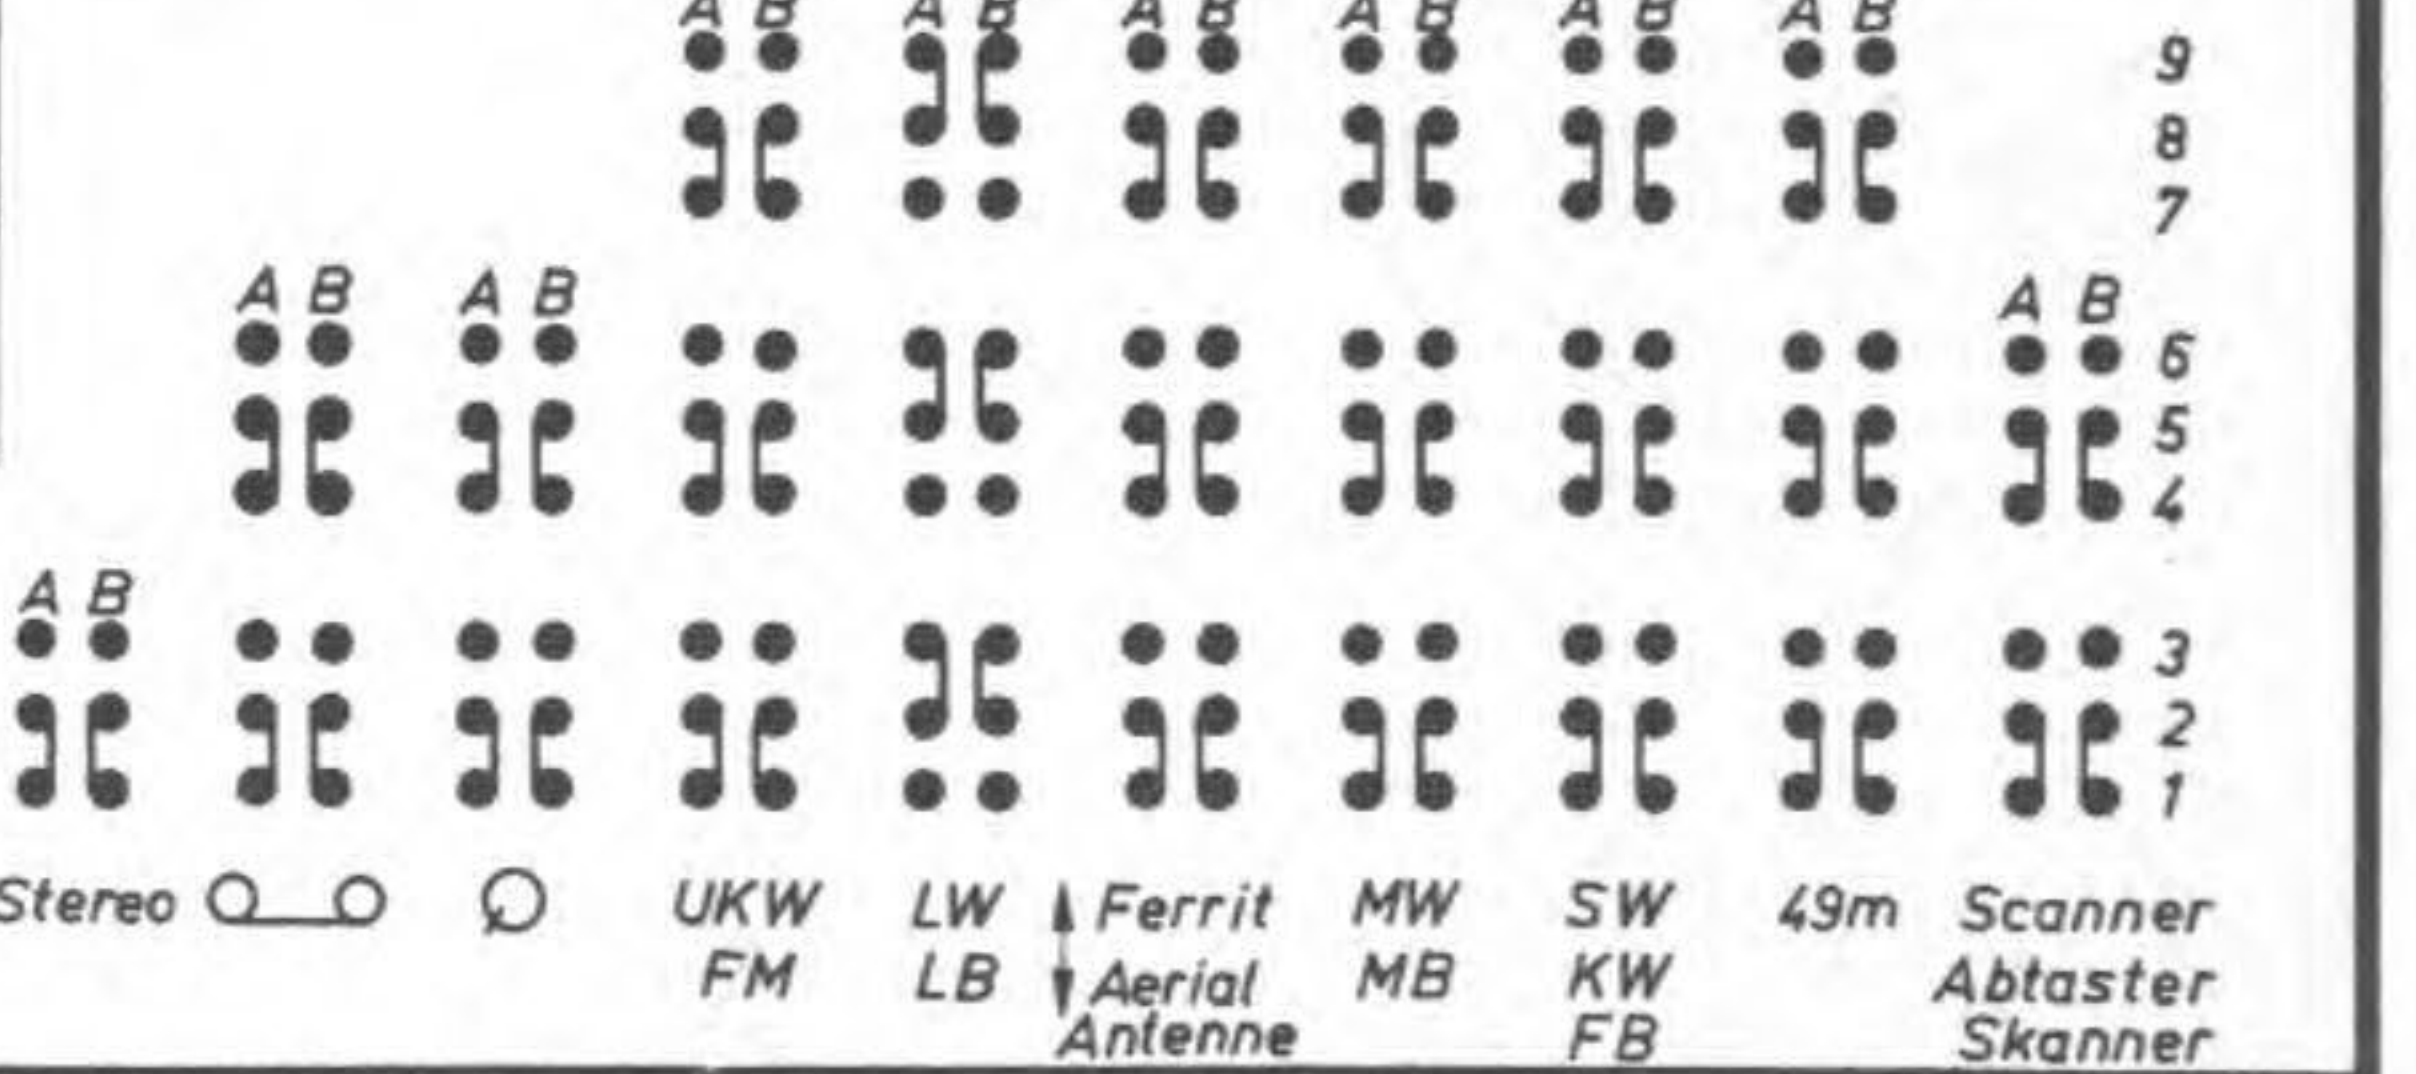 A B A B A B A B A B A B
9
8
7
A B A B A B
6
5
4
A B
3
2
1
Stereo UKW LW Ferrit MW SW 49m Scanner
FM LB Aerial MB KW Abtaster
Antenne FB Skanner